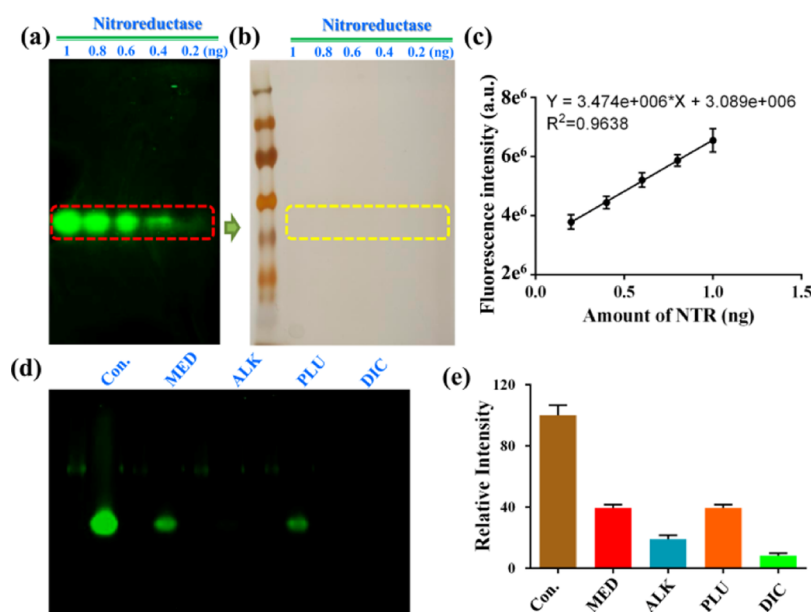 Nitroreductase
Nitroreductase
(a)
(b)
(c)
1 0.8 0.6 0.4 0.2 (ng)
1 0.8 0.6 0.4 0.2 (ng)
Fluorescence intensity (a.u.)
8e⁶
6e⁶
4e⁶
2e⁶
Y = 3.474e+006*X + 3.089e+006
R²=0.9638
0.0 0.5 1.0 1.5
Amount of NTR (ng)
(d)
Con. MED ALK PLU DIC
(e)
Relative Intensity
120
80
40
0
Con. MED ALK PLU DIC